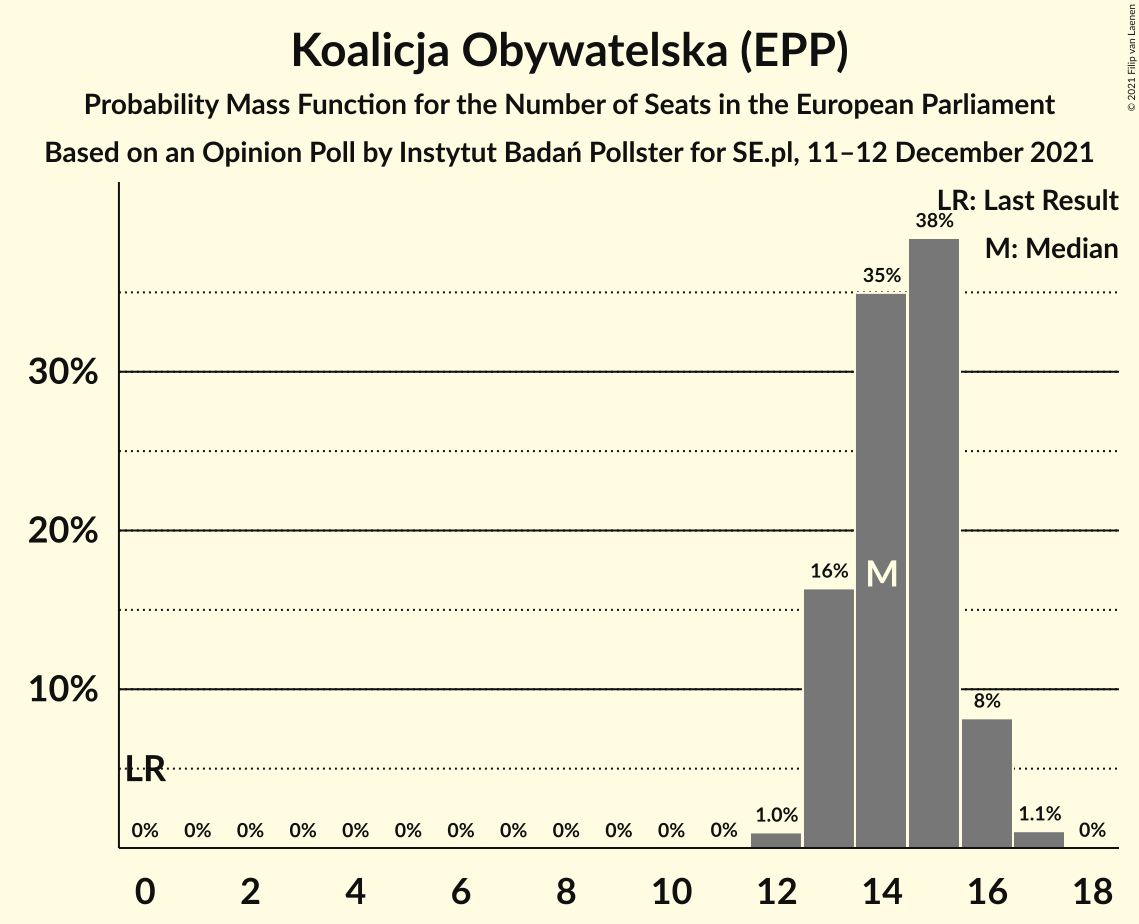 Koalicja Obywatelska (EPP)
Probability Mass Function for the Number of Seats in the European Parliament
Based on an Opinion Poll by Instytut Badań Pollster for SE.pl, 11–12 December 2021
© 2021 Filip van Laenen
LR: Last Result
M: Median
38%
35%
30%
20%
16%
M
10%
8%
LR
0% 0% 0% 0% 0% 0% 0% 0% 0% 0% 0% 0% 1.0% 1.1% 0%
0 2 4 6 8 10 12 14 16 18